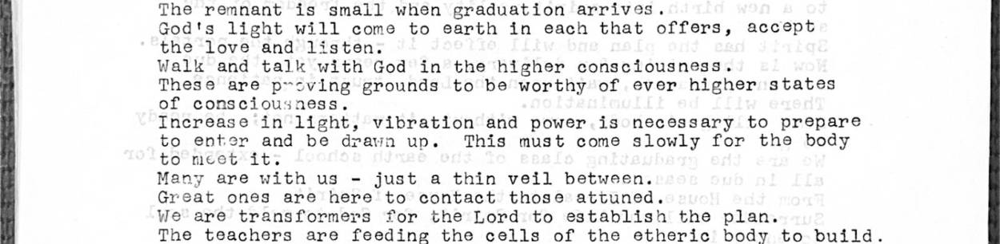 The remnant is small when graduation arrives.
God's light will come to earth in each that offers, accept
the love and listen.
Walk and talk with God in the higher consciousness.
These are proving grounds to be worthy of ever higher states
of consciousness.
Increase in light, vibration and power is necessary to prepare
to enter and be drawn up. This must come slowly for the body
to meet it.
Many are with us - just a thin veil between.
Great ones are here to contact those attuned.
We are transformers for the Lord to establish the plan.
The teachers are feeding the cells of the etheric body to build.